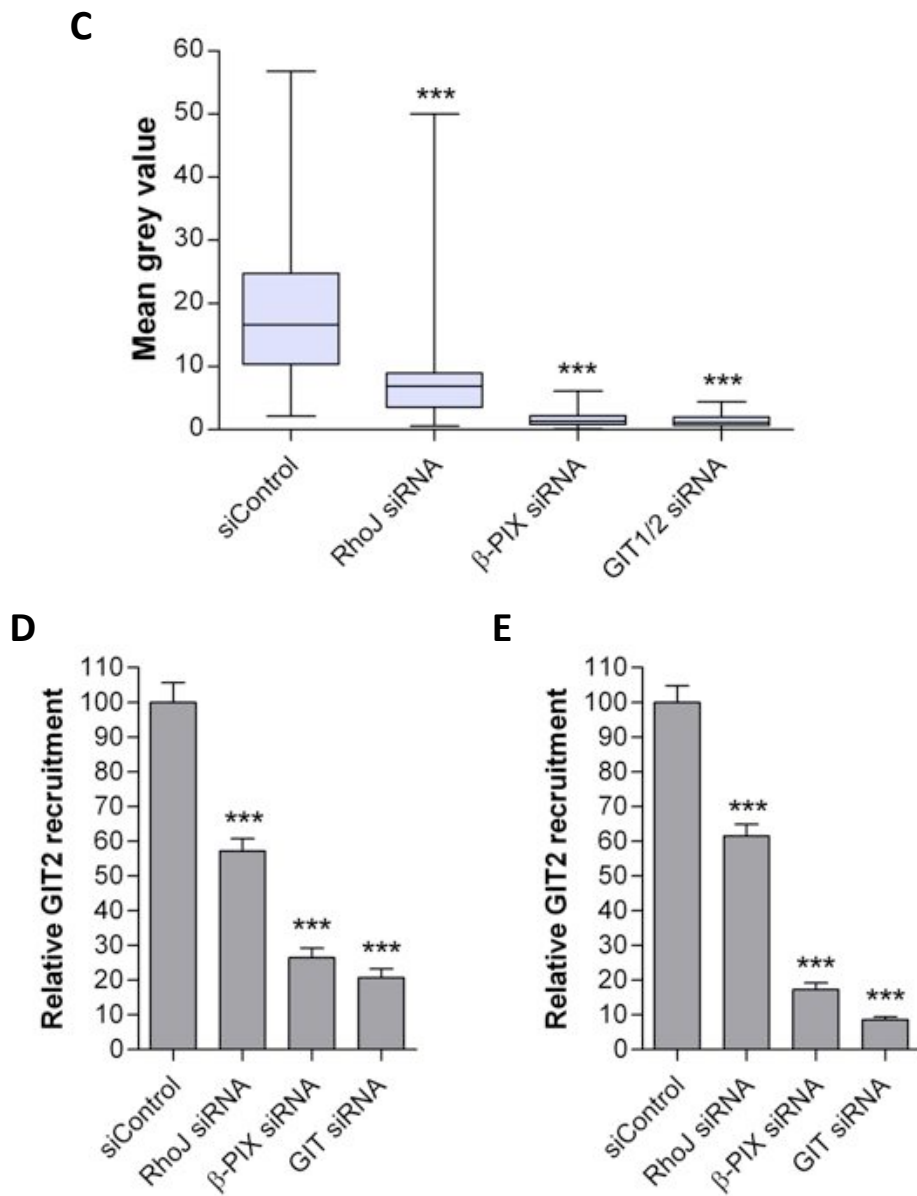 C
Mean grey value
60
50
40
30
20
10
0
***
***
***
siControl
RhoJ siRNA
β-PIX siRNA
GIT1/2 siRNA
D
Relative GIT2 recruitment
110
100
90
80
70
60
50
40
30
20
10
0
***
***
***
siControl
RhoJ siRNA
β-PIX siRNA
GIT siRNA
E
Relative GIT2 recruitment
110
100
90
80
70
60
50
40
30
20
10
0
***
***
***
siControl
RhoJ siRNA
β-PIX siRNA
GIT siRNA